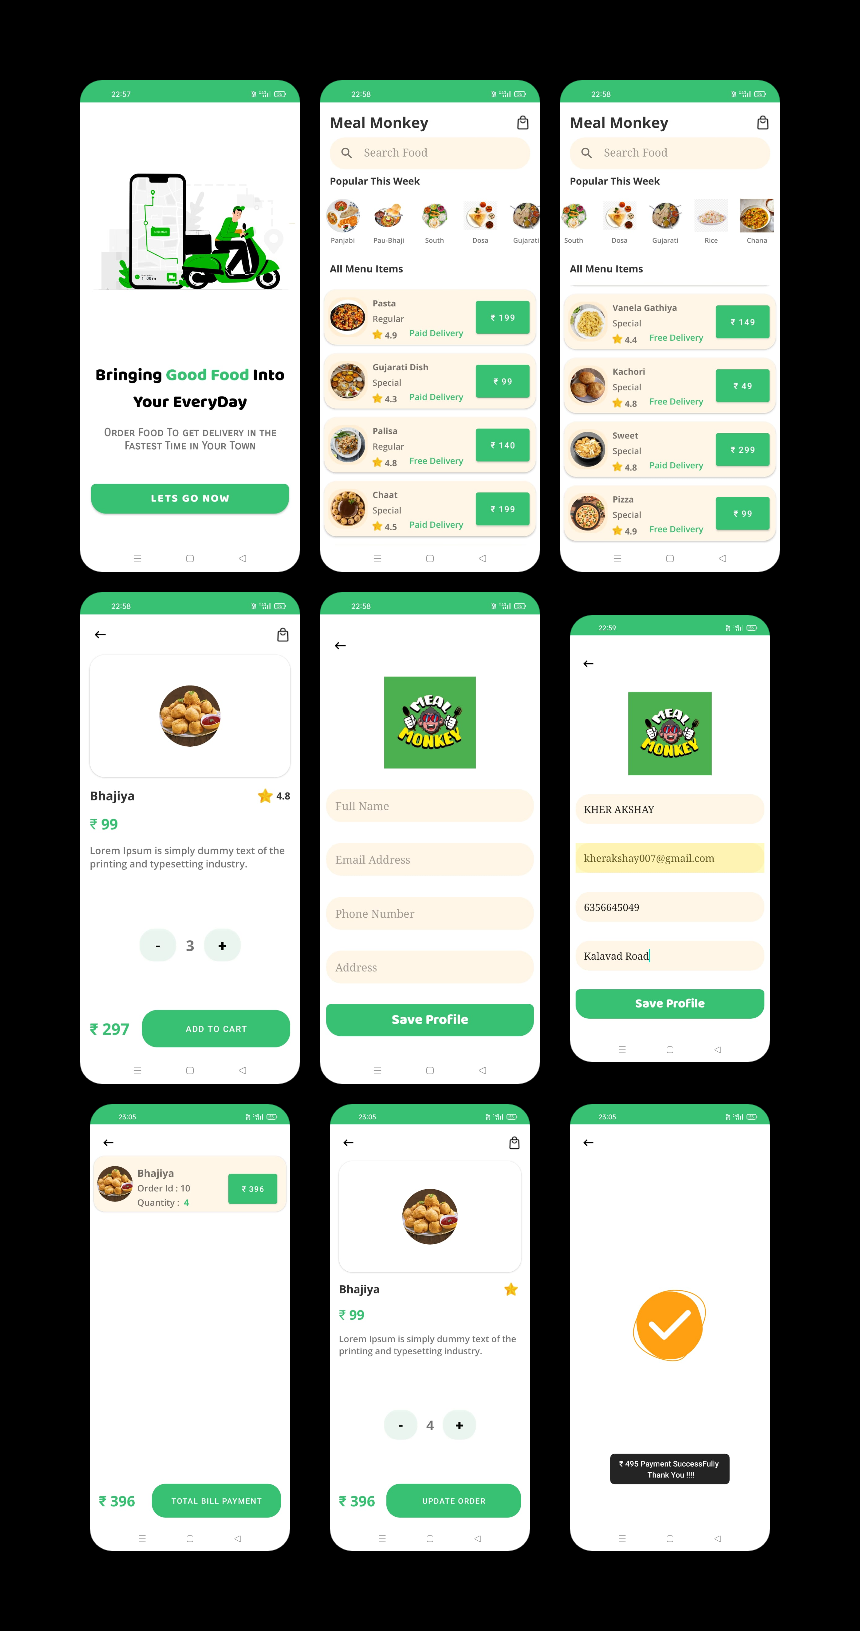 22:57
Bringing Good Food Into
Your EveryDay
Order Food To get delivery in the
Fastest Time in Your Town
LETS GO NOW
22:58
Meal Monkey
Search Food
Popular This Week
Panjabi Pau-Bhaji South Dosa Gujarati
All Menu Items
Pasta
Regular
₹ 199
4.9 Paid Delivery
Gujarati Dish
Special
₹ 99
4.3 Paid Delivery
Palisa
Regular
₹ 140
4.8 Free Delivery
Chaat
Special
₹ 199
4.5 Paid Delivery
22:58
Meal Monkey
Search Food
Popular This Week
South Dosa Gujarati Rice Chana
All Menu Items
Vanela Gathiya
Special
₹ 149
4.4 Free Delivery
Kachori
Special
₹ 49
4.8 Free Delivery
Sweet
Special
₹ 299
4.8 Paid Delivery
Pizza
Special
₹ 99
4.9 Free Delivery
22:58
Bhajiya 4.8
₹ 99
Lorem Ipsum is simply dummy text of the
printing and typesetting industry.
- 3 +
₹ 297 ADD TO CART
22:58
MEAL
MONKEY
Full Name
Email Address
Phone Number
Address
Save Profile
22:59
MEAL
MONKEY
KHER AKSHAY
kherakshay007@gmail.com
6356645049
Kalavad Road
Save Profile
23:05
Bhajiya
Order Id : 10
Quantity : 4
₹ 396
₹ 396 TOTAL BILL PAYMENT
23:05
Bhajiya
₹ 99
Lorem Ipsum is simply dummy text of the
printing and typesetting industry.
- 4 +
₹ 396 UPDATE ORDER
23:05
₹ 495 Payment SuccessFully
Thank You !!!!